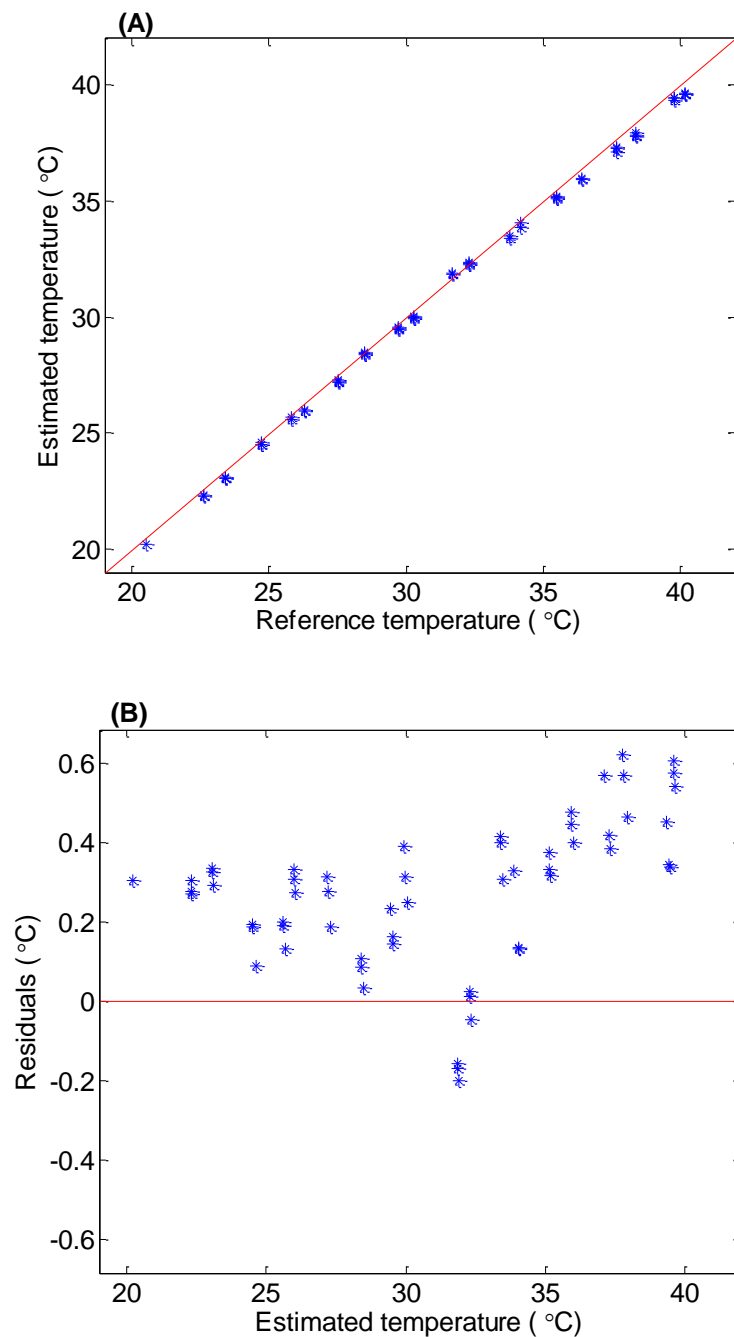 (A)
40
35
30
25
20
Estimated temperature ( °C)
20 25 30 35 40
Reference temperature ( °C)
(B)
0.6
0.4
0.2
0
-0.2
-0.4
-0.6
Residuals ( °C)
20 25 30 35 40
Estimated temperature ( °C)